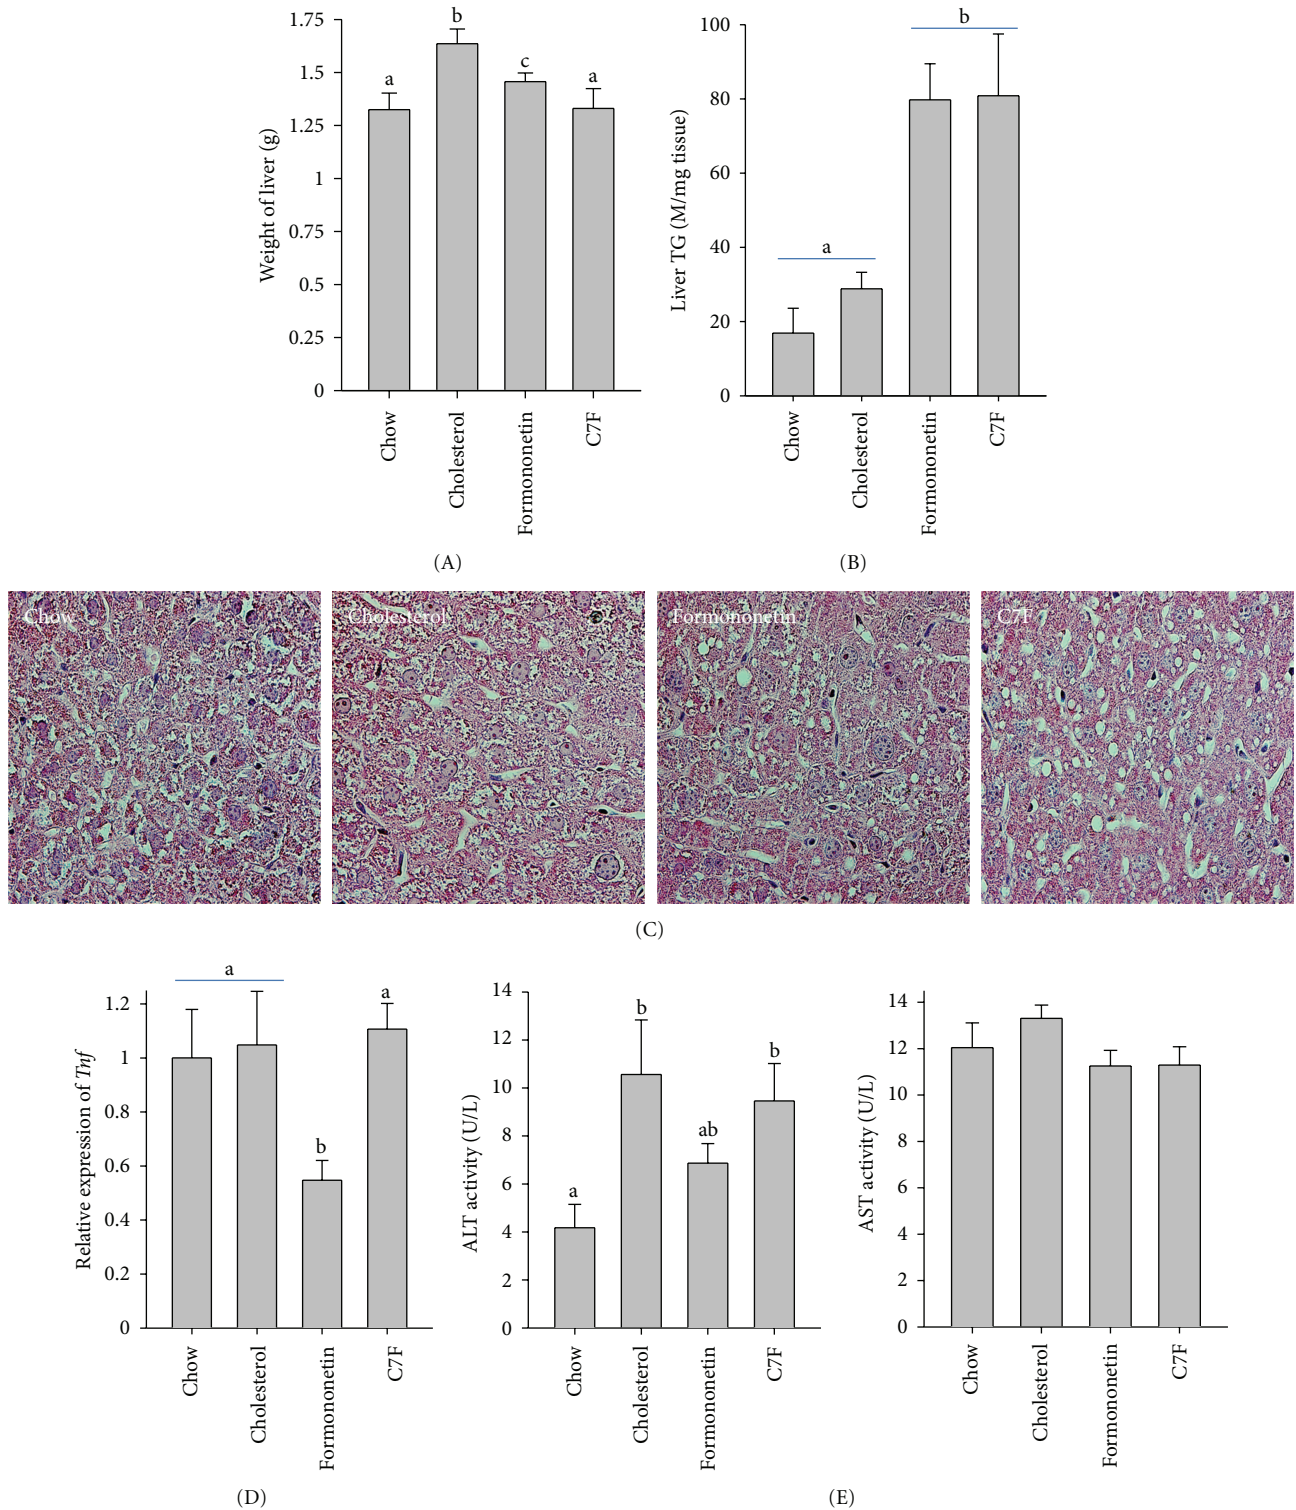 Weight of liver (g)
1.75
1.5
1.25
1
0.75
0.5
0.25
0
a
b
c
a
Chow
Cholesterol
Formononetin
C7F
(A)
Liver TG (M/mg tissue)
100
80
60
40
20
0
a
b
Chow
Cholesterol
Formononetin
C7F
(B)
Chow
Cholesterol
Formononetin
C7F
(C)
Relative expression of Tnf
1.2
1
0.8
0.6
0.4
0.2
0
a
b
a
Chow
Cholesterol
Formononetin
C7F
(D)
ALT activity (U/L)
14
12
10
8
6
4
2
0
a
b
ab
b
Chow
Cholesterol
Formononetin
C7F
AST activity (U/L)
14
12
10
8
6
4
2
0
Chow
Cholesterol
Formononetin
C7F
(E)